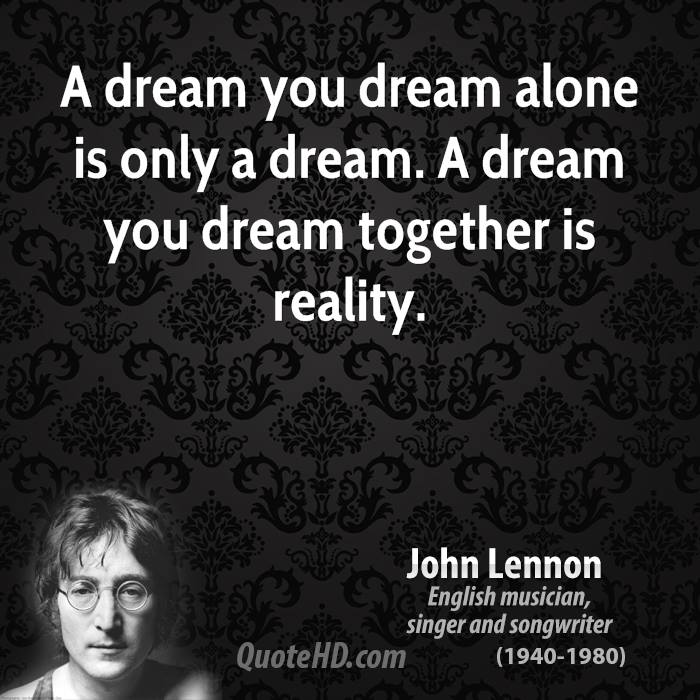 A dream you dream alone
is only a dream. A dream
you dream together is
reality.
John Lennon
English musician,
singer and songwriter
(1940-1980)
QuoteHD.com